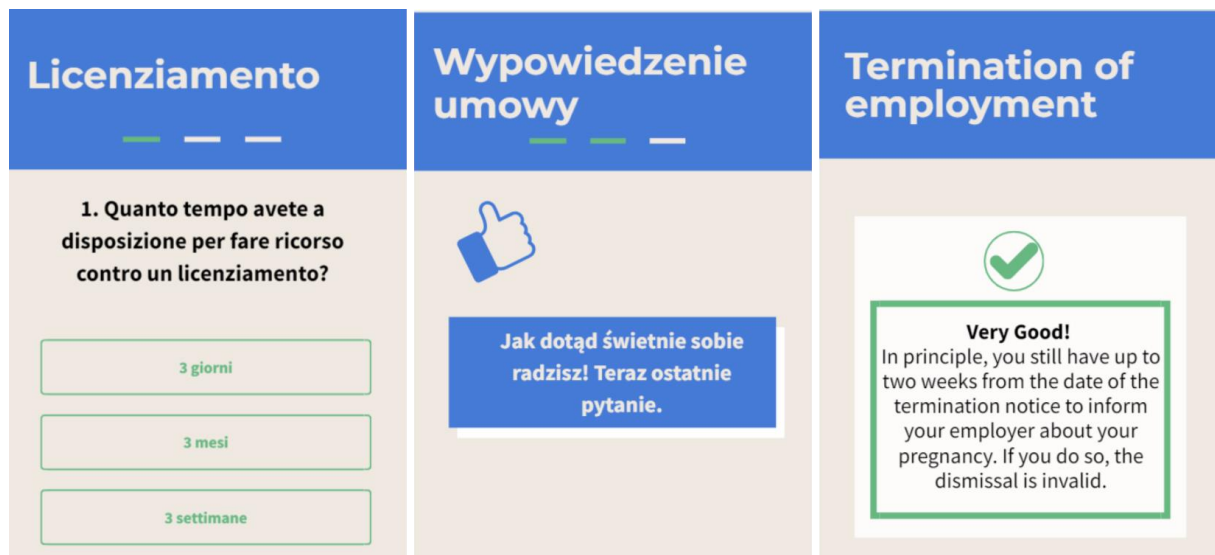 Licenziamento
1. Quanto tempo avete a
disposizione per fare ricorso
contro un licenziamento?
3 giorni
3 mesi
3 settimane
Wypowiedzenie
umowy
Jak dotąd świetnie sobie
radzisz! Teraz ostatnie
pytanie.
Termination of
employment
Very Good!
In principle, you still have up to
two weeks from the date of the
termination notice to inform
your employer about your
pregnancy. If you do so, the
dismissal is invalid.